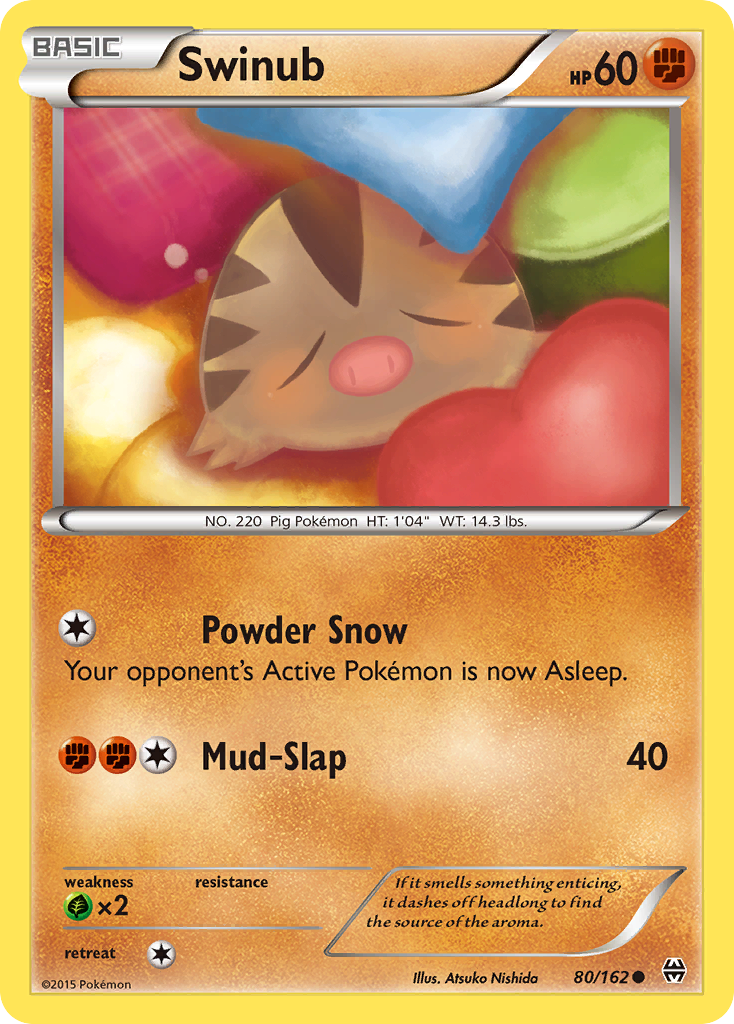 BASIC
Swinub
HP60
NO. 220 Pig Pokémon HT: 1'04" WT: 14.3 lbs.
Powder Snow
Your opponent's Active Pokémon is now Asleep.
Mud-Slap 40
weakness resistance
×2
If it smells something enticing,
it dashes off headlong to find
the source of the aroma.
retreat
©2015 Pokémon
Illus. Atsuko Nishida
80/162